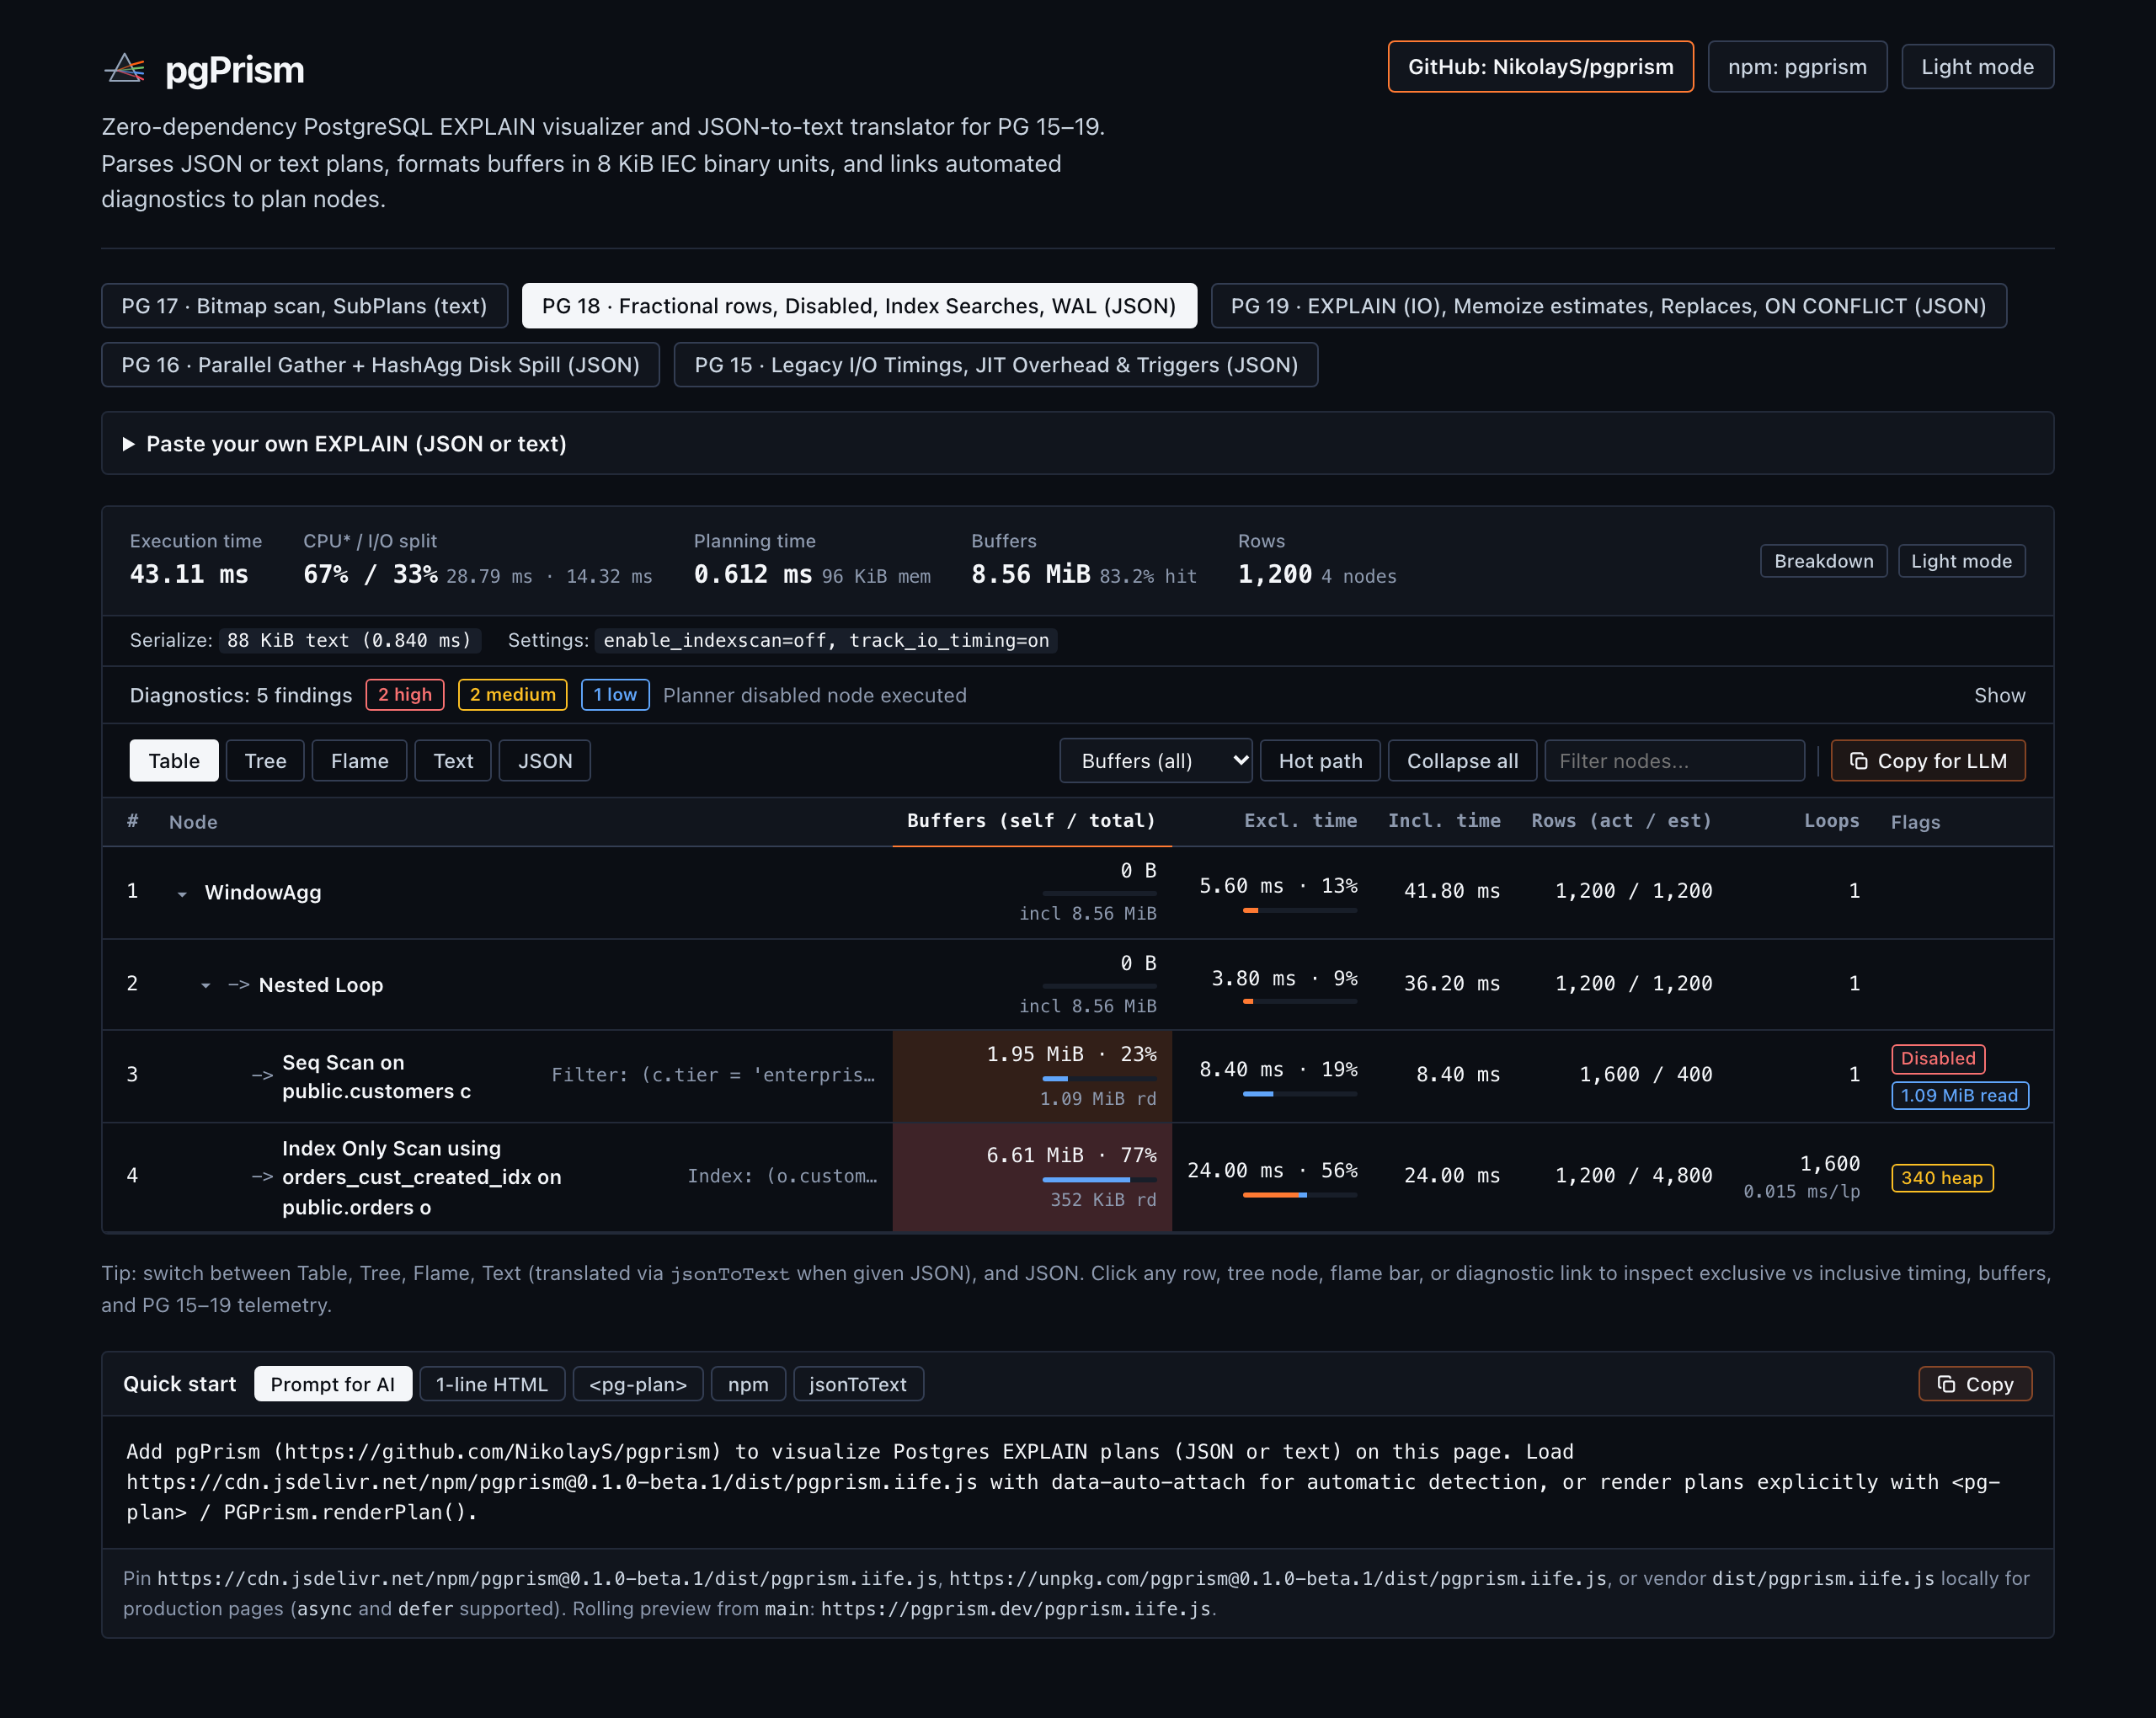 pgPrism
GitHub: NikolayS/pgprism
npm: pgprism
Light mode
Zero-dependency PostgreSQL EXPLAIN visualizer and JSON-to-text translator for PG 15–19.
Parses JSON or text plans, formats buffers in 8 KiB IEC binary units, and links automated
diagnostics to plan nodes.
PG 17 · Bitmap scan, SubPlans (text)
PG 18 · Fractional rows, Disabled, Index Searches, WAL (JSON)
PG 19 · EXPLAIN (IO), Memoize estimates, Replaces, ON CONFLICT (JSON)
PG 16 · Parallel Gather + HashAgg Disk Spill (JSON)
PG 15 · Legacy I/O Timings, JIT Overhead & Triggers (JSON)
▶ Paste your own EXPLAIN (JSON or text)
Execution time
43.11 ms
CPU* / I/O split
67% / 33% 28.79 ms · 14.32 ms
Planning time
0.612 ms 96 KiB mem
Buffers
8.56 MiB 83.2% hit
Rows
1,200 4 nodes
Breakdown
Light mode
Serialize: 88 KiB text (0.840 ms) Settings: enable_indexscan=off, track_io_timing=on
Diagnostics: 5 findings 2 high 2 medium 1 low Planner disabled node executed Show
Table Tree Flame Text JSON
Buffers (all) Hot path Collapse all Filter nodes... Copy for LLM
# Node Buffers (self / total) Excl. time Incl. time Rows (act / est) Loops Flags
1 WindowAgg
0 B
incl 8.56 MiB
5.60 ms · 13% 41.80 ms 1,200 / 1,200 1
2 –> Nested Loop
0 B
incl 8.56 MiB
3.80 ms · 9% 36.20 ms 1,200 / 1,200 1
3 –> Seq Scan on
public.customers c
Filter: (c.tier = 'enterpris…
1.95 MiB · 23%
1.09 MiB rd
8.40 ms · 19% 8.40 ms 1,600 / 400 1
Disabled
1.09 MiB read
4 –> Index Only Scan using
orders_cust_created_idx on
public.orders o
Index: (o.custom…
6.61 MiB · 77%
352 KiB rd
24.00 ms · 56% 24.00 ms 1,200 / 4,800
1,600
0.015 ms/lp
340 heap
Tip: switch between Table, Tree, Flame, Text (translated via jsonToText when given JSON), and JSON. Click any row, tree node, flame bar, or diagnostic link to inspect exclusive vs inclusive timing, buffers,
and PG 15–19 telemetry.
Quick start Prompt for AI 1-line HTML <pg-plan> npm jsonToText Copy
Add pgPrism (https://github.com/NikolayS/pgprism) to visualize Postgres EXPLAIN plans (JSON or text) on this page. Load
https://cdn.jsdelivr.net/npm/pgprism@0.1.0-beta.1/dist/pgprism.iife.js with data-auto-attach for automatic detection, or render plans explicitly with <pg-
plan> / PGPrism.renderPlan().
Pin https://cdn.jsdelivr.net/npm/pgprism@0.1.0-beta.1/dist/pgprism.iife.js, https://unpkg.com/pgprism@0.1.0-beta.1/dist/pgprism.iife.js, or vendor dist/pgprism.iife.js locally for
production pages (async and defer supported). Rolling preview from main: https://pgprism.dev/pgprism.iife.js.